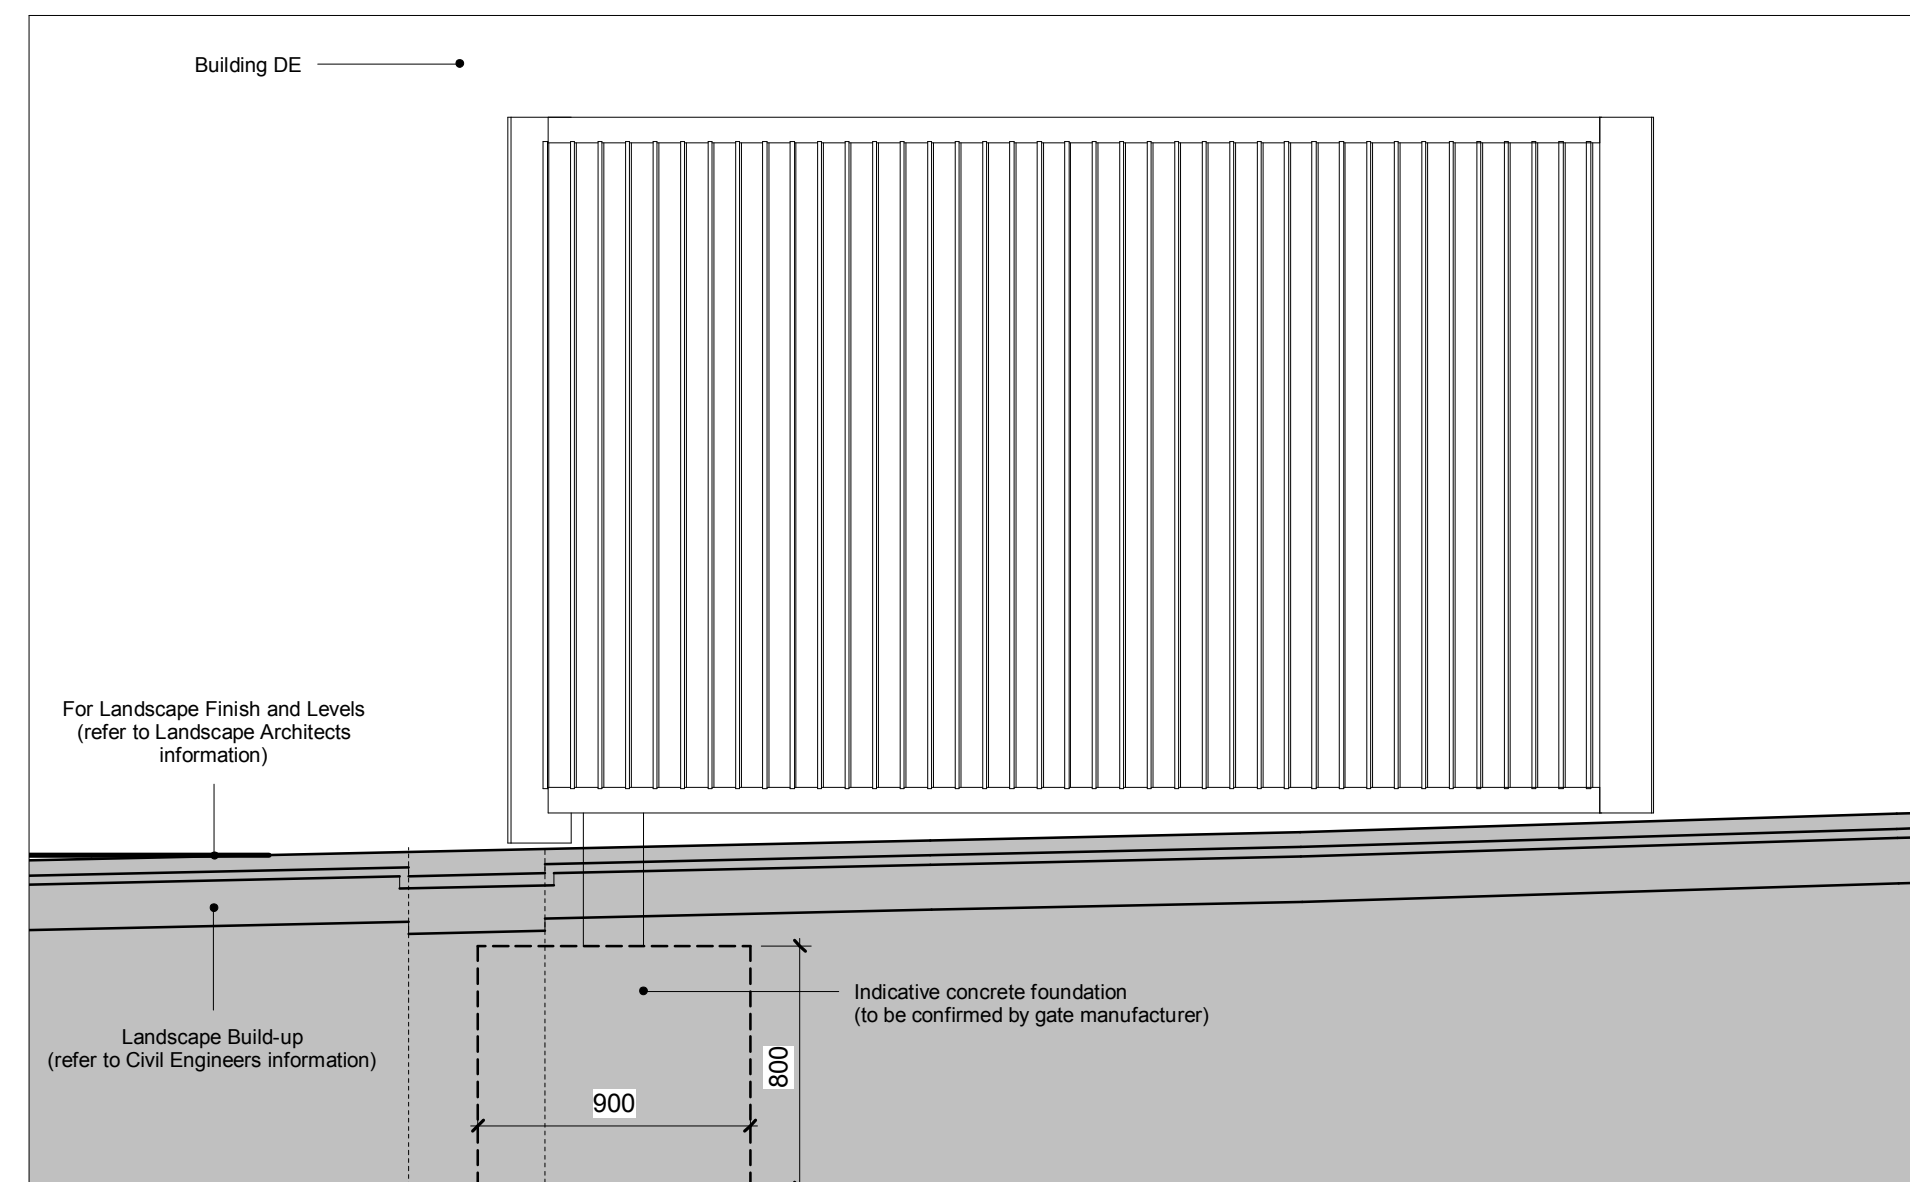 Building DE
For Landscape Finish and Levels
(refer to Landscape Architects
information)
Indicative concrete foundation
(to be confirmed by gate manufacturer)
Landscape Build-up
(refer to Civil Engineers information)
800
900